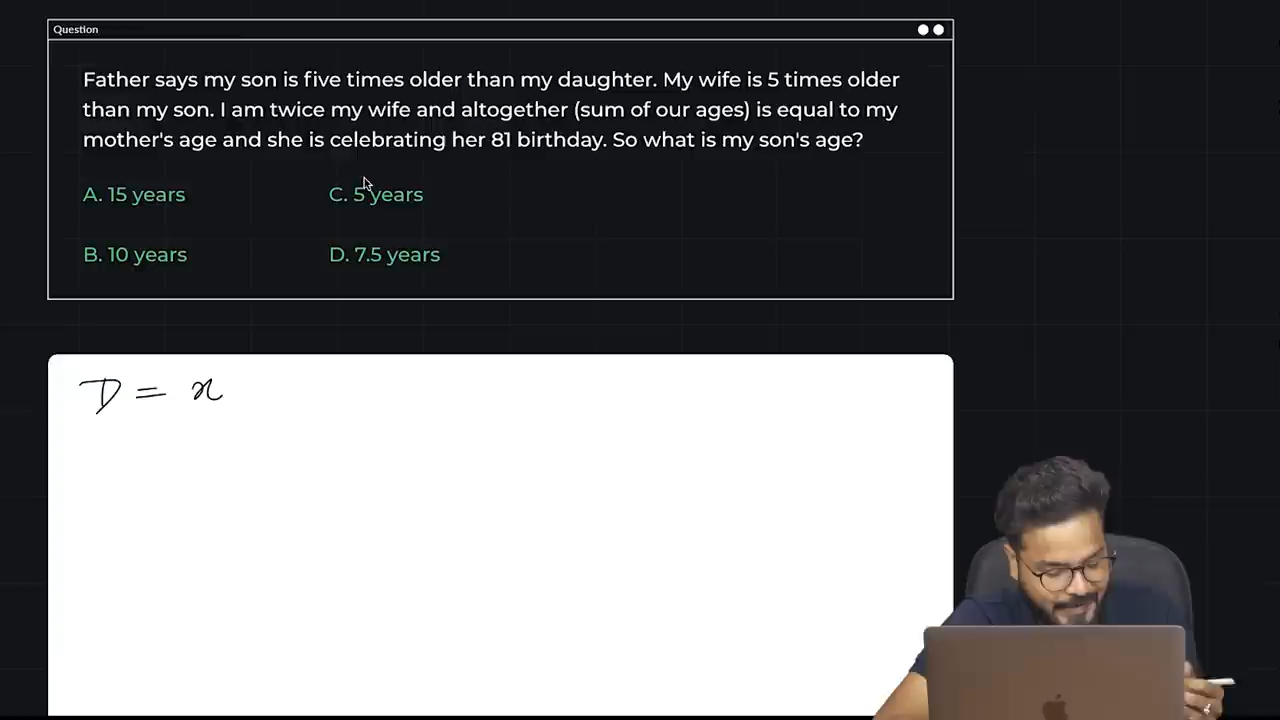 Question
Father says my son is five times older than my daughter. My wife is 5 times older
than my son. I am twice my wife and altogether (sum of our ages) is equal to my
mother's age and she is celebrating her 81 birthday. So what is my son's age?
A. 15 years
C. 5 years
B. 10 years
D. 7.5 years
D = x